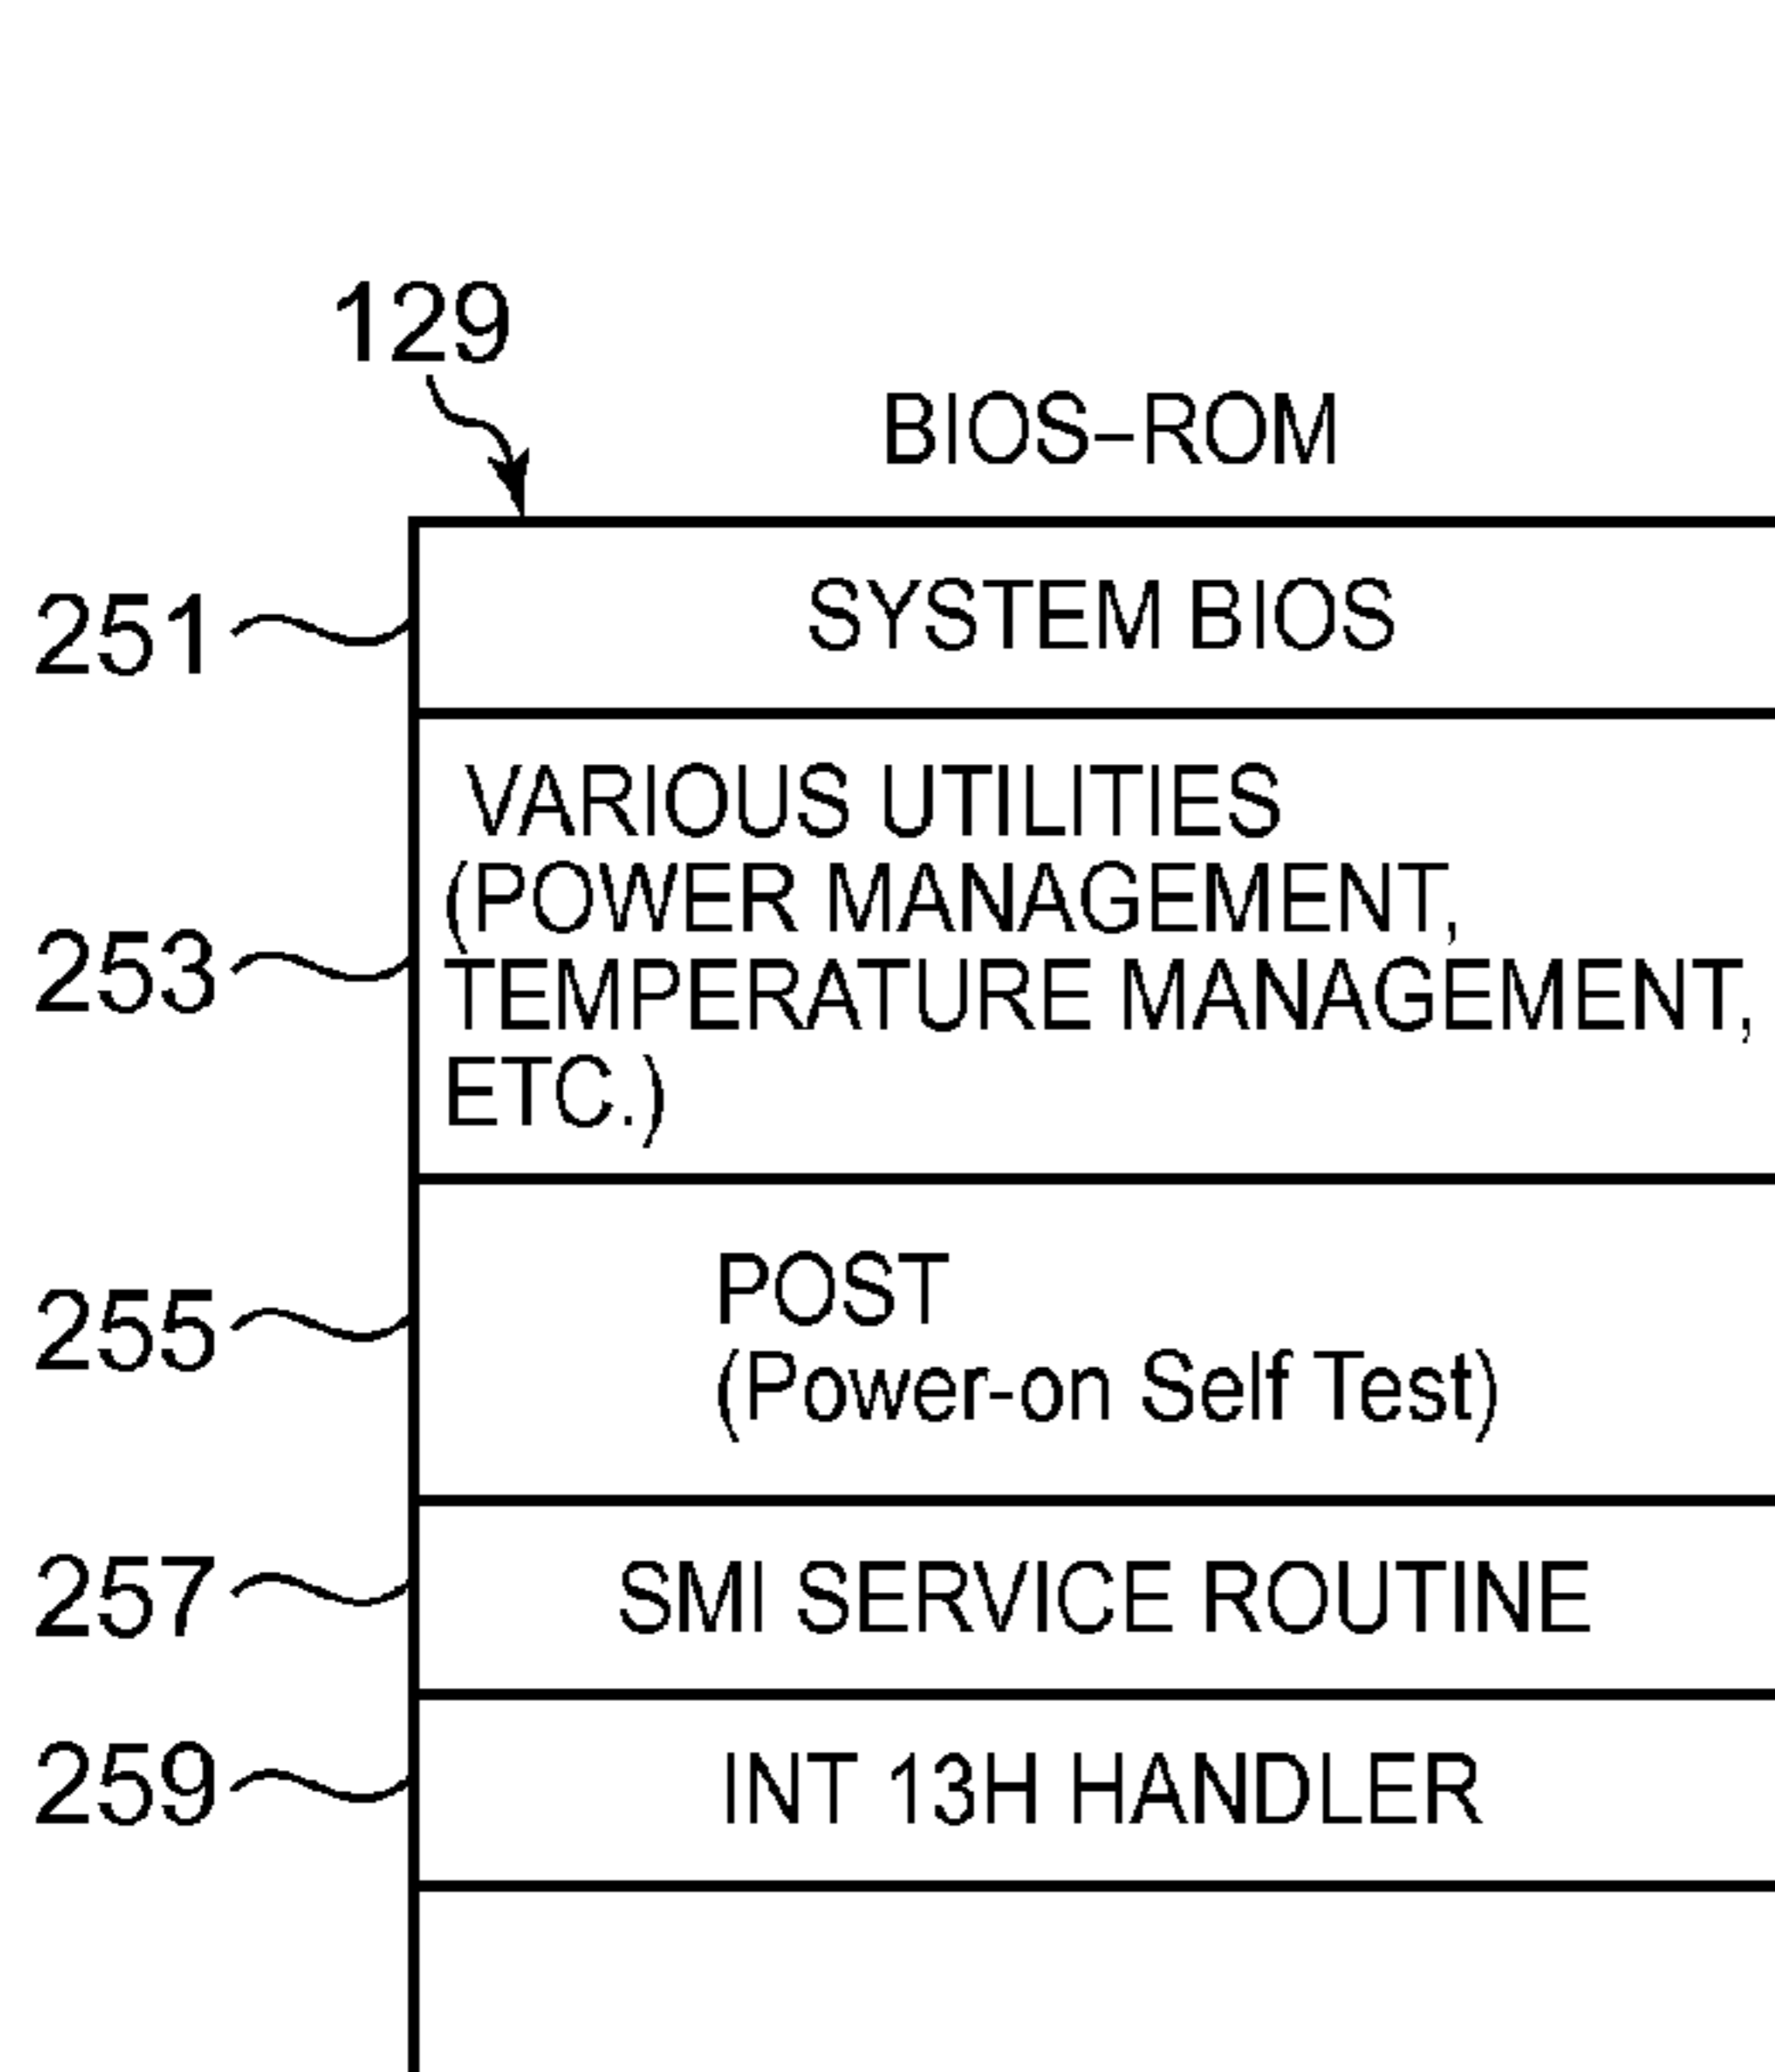 129
BIOS–ROM
251
SYSTEM BIOS
253
VARIOUS UTILITIES
(POWER MANAGEMENT,
TEMPERATURE MANAGEMENT,
ETC.)
255
POST
(Power-on Self Test)
257
SMI SERVICE ROUTINE
259
INT 13H HANDLER